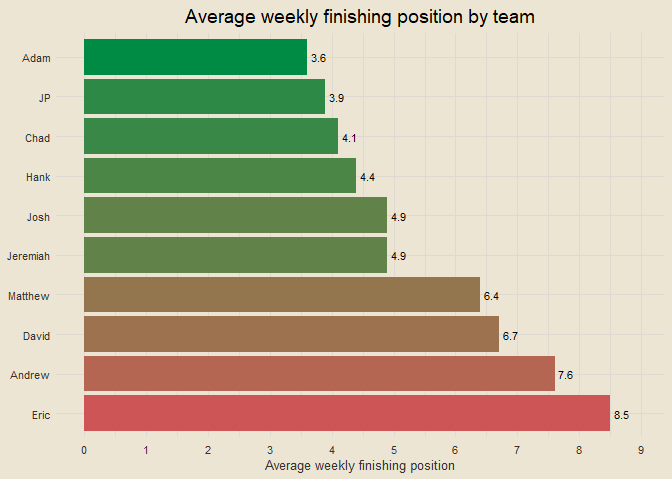 Average weekly finishing position by team
Adam 3.6
JP 3.9
Chad 4.1
Hank 4.4
Josh 4.9
Jeremiah 4.9
Matthew 6.4
David 6.7
Andrew 7.6
Eric 8.5
0 1 2 3 4 5 6 7 8 9
Average weekly finishing position